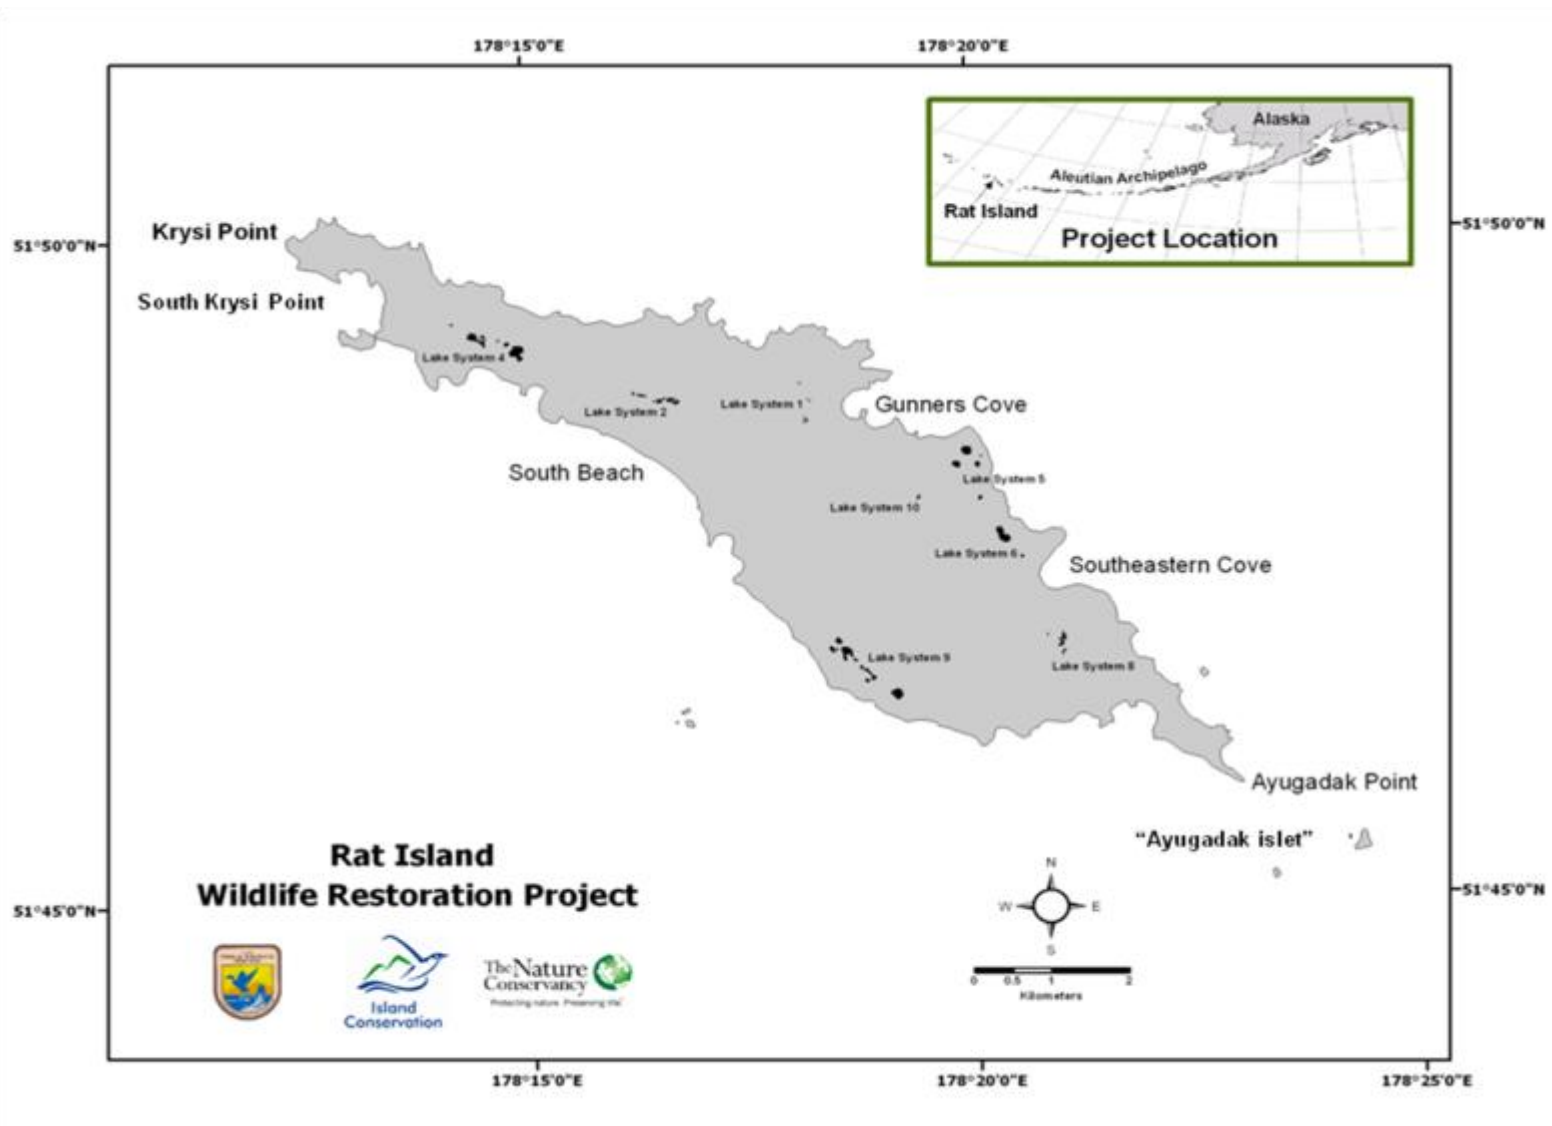 178°15'0"E
178°20'0"E
Alaska
Aleutian Archipelago
Rat Island
Project Location
51°50'0"N
51°50'0"N
Krysi Point
South Krysi Point
Lake System 4
Lake System 2
Lake System 1
Gunners Cove
South Beach
Lake System 5
Lake System 10
Lake System 6
Southeastern Cove
Lake System 9
Lake System 8
Ayugadak Point
"Ayugadak islet"
Rat Island
Wildlife Restoration Project
N
W
E
S
51°45'0"N
51°45'0"N
0 0.5 1 2
Kilometers
Island
Conservation
The Nature
Conservancy
Protecting nature. Preserving life.
178°15'0"E
178°20'0"E
178°25'0"E